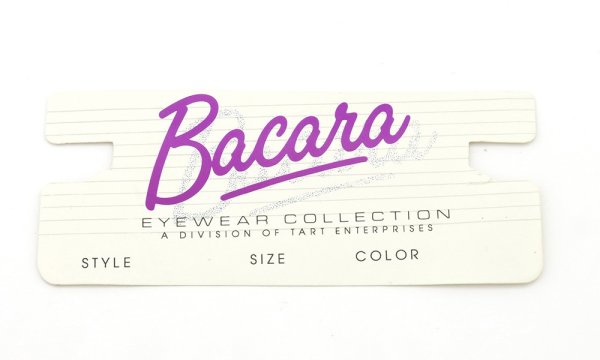 Bacara
EYEWEAR COLLECTION
A DIVISION OF TART ENTERPRISES
STYLE SIZE COLOR